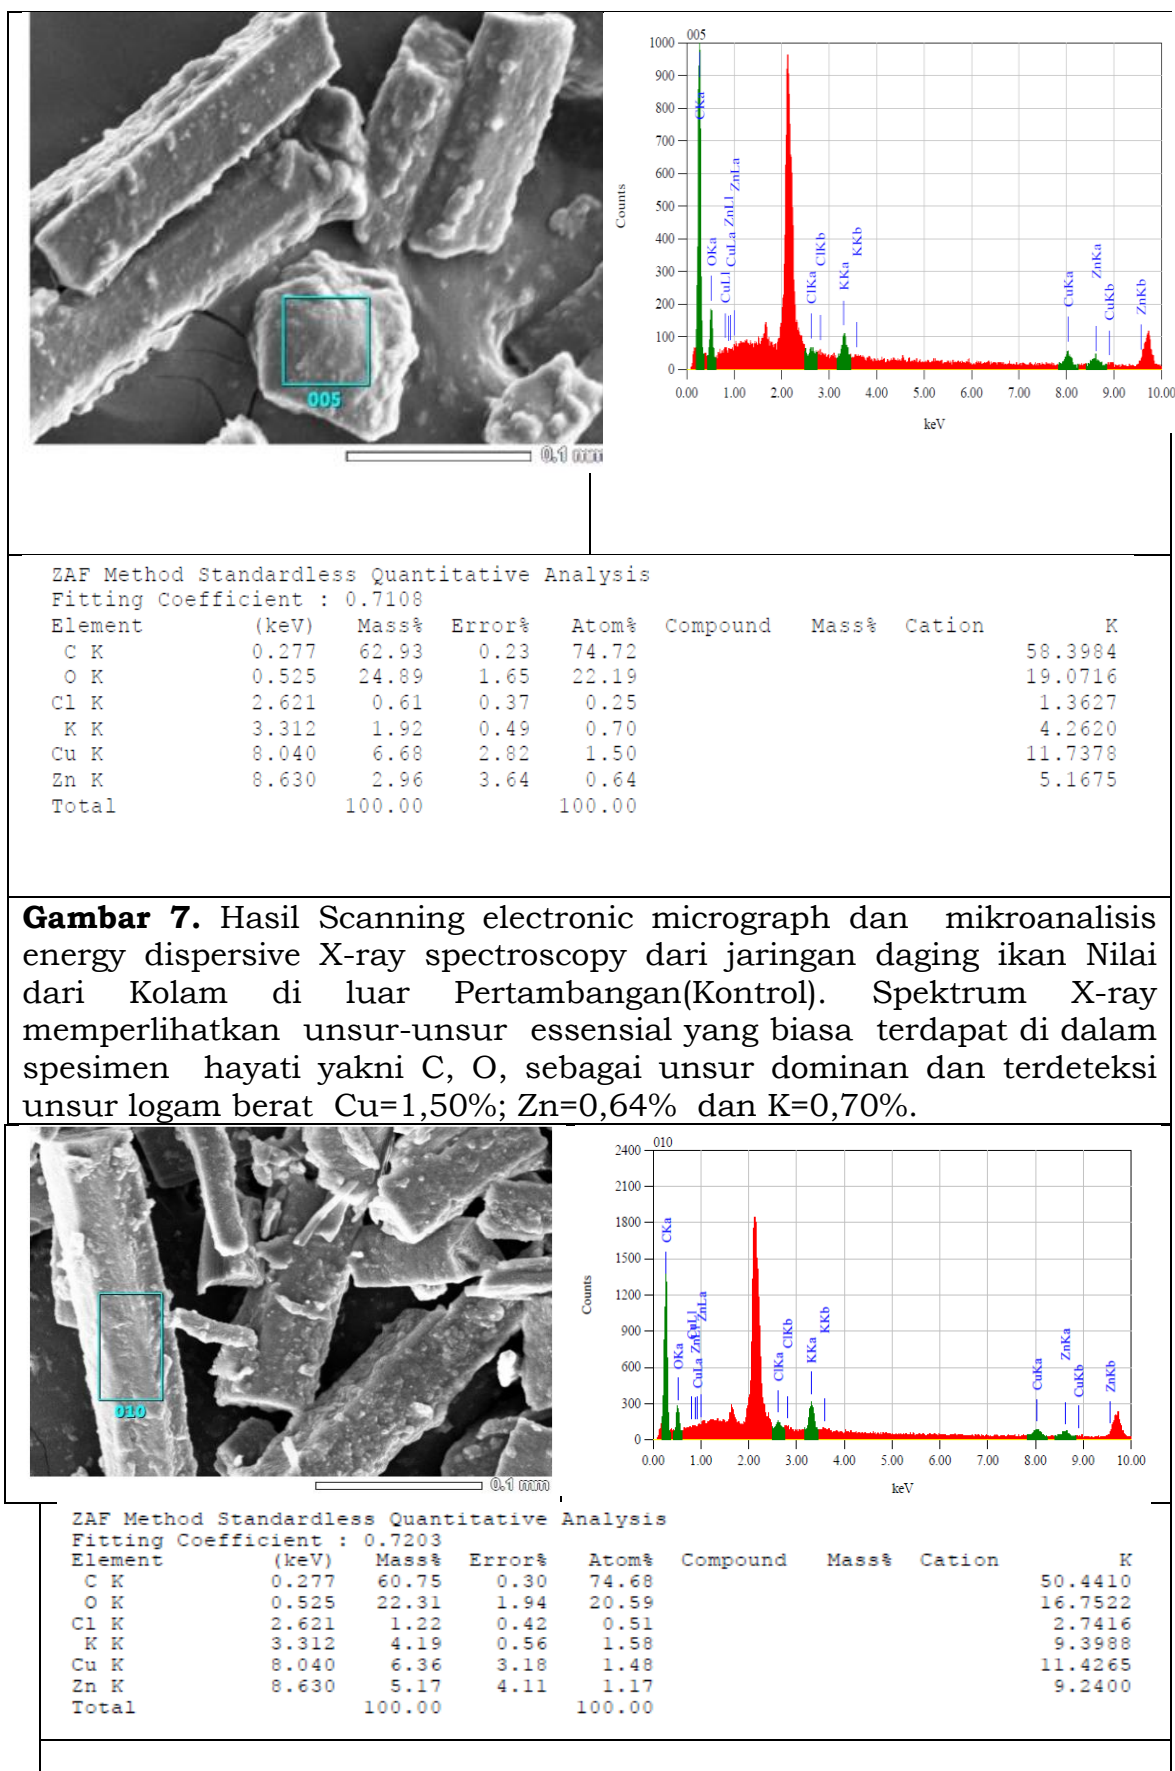 005
0.1 mm
005
1000
900
800
700
600
500
400
300
200
100
0
Counts
CKa
OKa
CuLl
CuLa
ZnLl
ZnLa
ClKa
ClKb
KKa
KKb
CuKa
ZnKa
CuKb
ZnKb
0.00 1.00 2.00 3.00 4.00 5.00 6.00 7.00 8.00 9.00 10.00
keV
ZAF Method Standardless Quantitative Analysis
Fitting Coefficient : 0.7108
Element (keV) Mass% Error% Atom% Compound Mass% Cation K
C K 0.277 62.93 0.23 74.72 58.3984
O K 0.525 24.89 1.65 22.19 19.0716
Cl K 2.621 0.61 0.37 0.25 1.3627
K K 3.312 1.92 0.49 0.70 4.2620
Cu K 8.040 6.68 2.82 1.50 11.7378
Zn K 8.630 2.96 3.64 0.64 5.1675
Total 100.00 100.00
Gambar 7. Hasil Scanning electronic micrograph dan mikroanalisis
energy dispersive X-ray spectroscopy dari jaringan daging ikan Nilai
dari Kolam di luar Pertambangan(Kontrol). Spektrum X-ray
memperlihatkan unsur-unsur essensial yang biasa terdapat di dalam
spesimen hayati yakni C, O, sebagai unsur dominan dan terdeteksi
unsur logam berat Cu=1,50%; Zn=0,64% dan K=0,70%.
010
0.1 mm
010
2400
2100
1800
1500
1200
900
600
300
0
Counts
CKa
OKa
CuLa
CuLl
ZnLl
ZnLa
ClKa
ClKb
KKa
KKb
CuKa
ZnKa
CuKb
ZnKb
0.00 1.00 2.00 3.00 4.00 5.00 6.00 7.00 8.00 9.00 10.00
keV
ZAF Method Standardless Quantitative Analysis
Fitting Coefficient : 0.7203
Element (keV) Mass% Error% Atom% Compound Mass% Cation K
C K 0.277 60.75 0.30 74.68 50.4410
O K 0.525 22.31 1.94 20.59 16.7522
Cl K 2.621 1.22 0.42 0.51 2.7416
K K 3.312 4.19 0.56 1.58 9.3988
Cu K 8.040 6.36 3.18 1.48 11.4265
Zn K 8.630 5.17 4.11 1.17 9.2400
Total 100.00 100.00